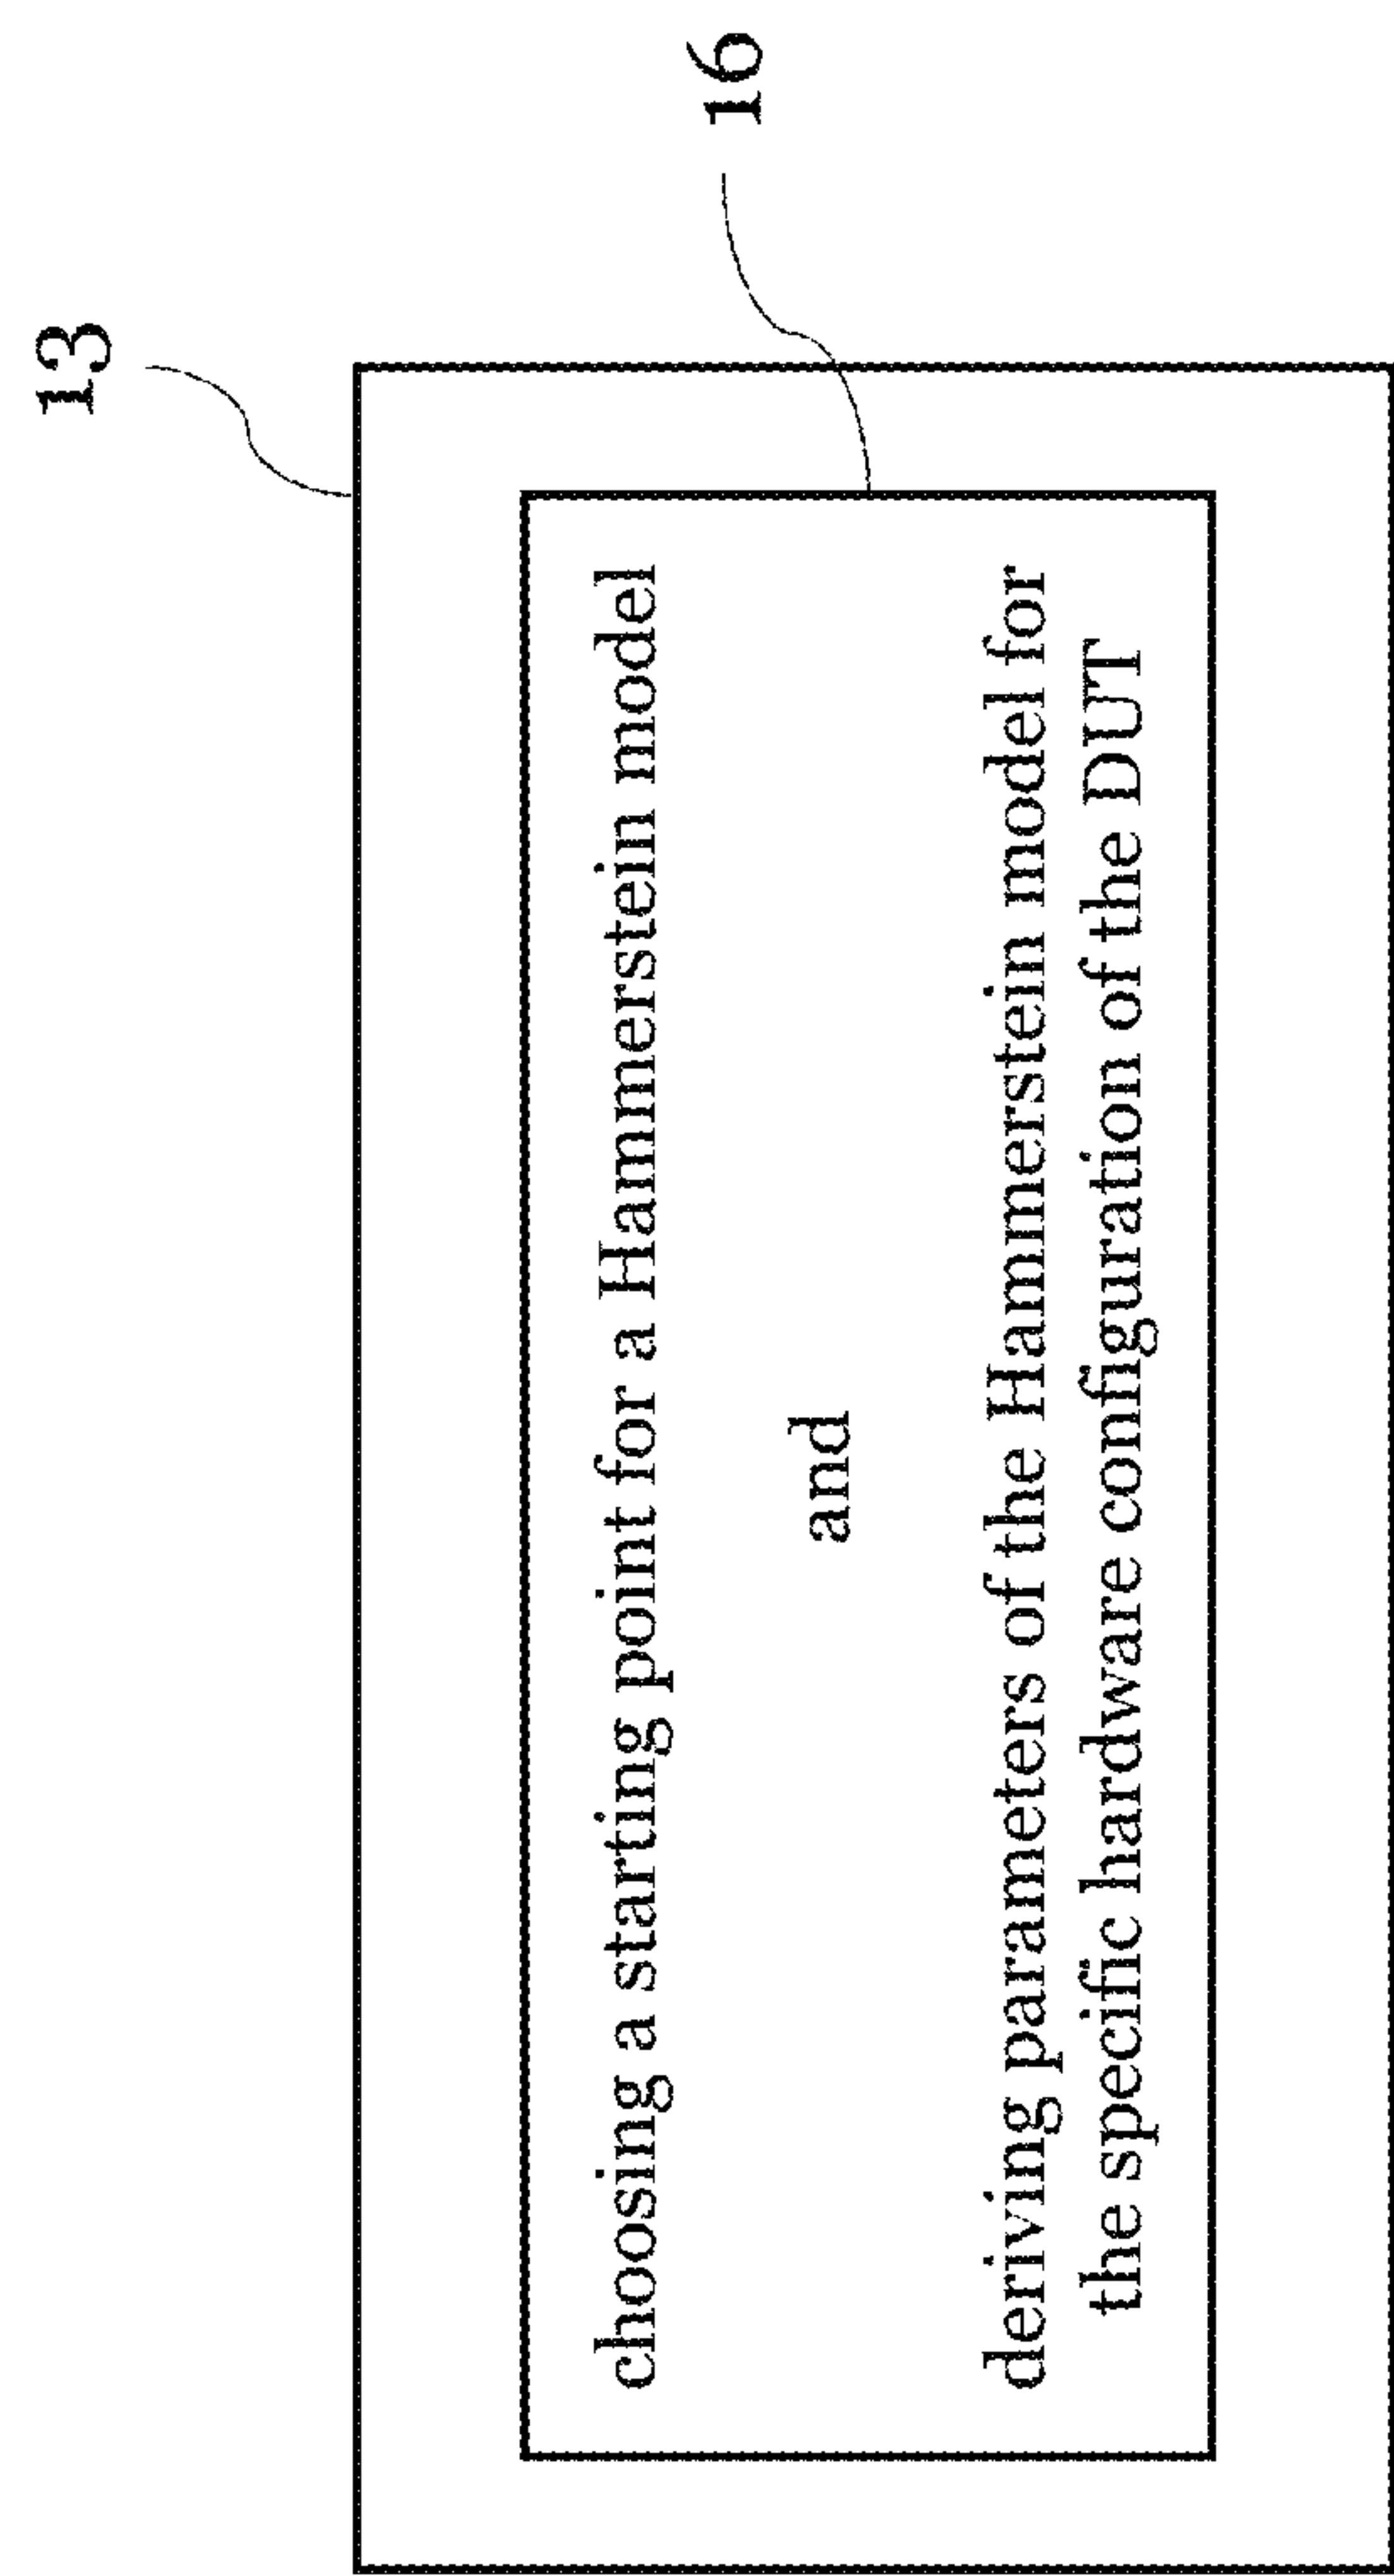 13
16
choosing a starting point for a Hammerstein model
and
deriving parameters of the Hammerstein model for
the specific hardware configuration of the DUT